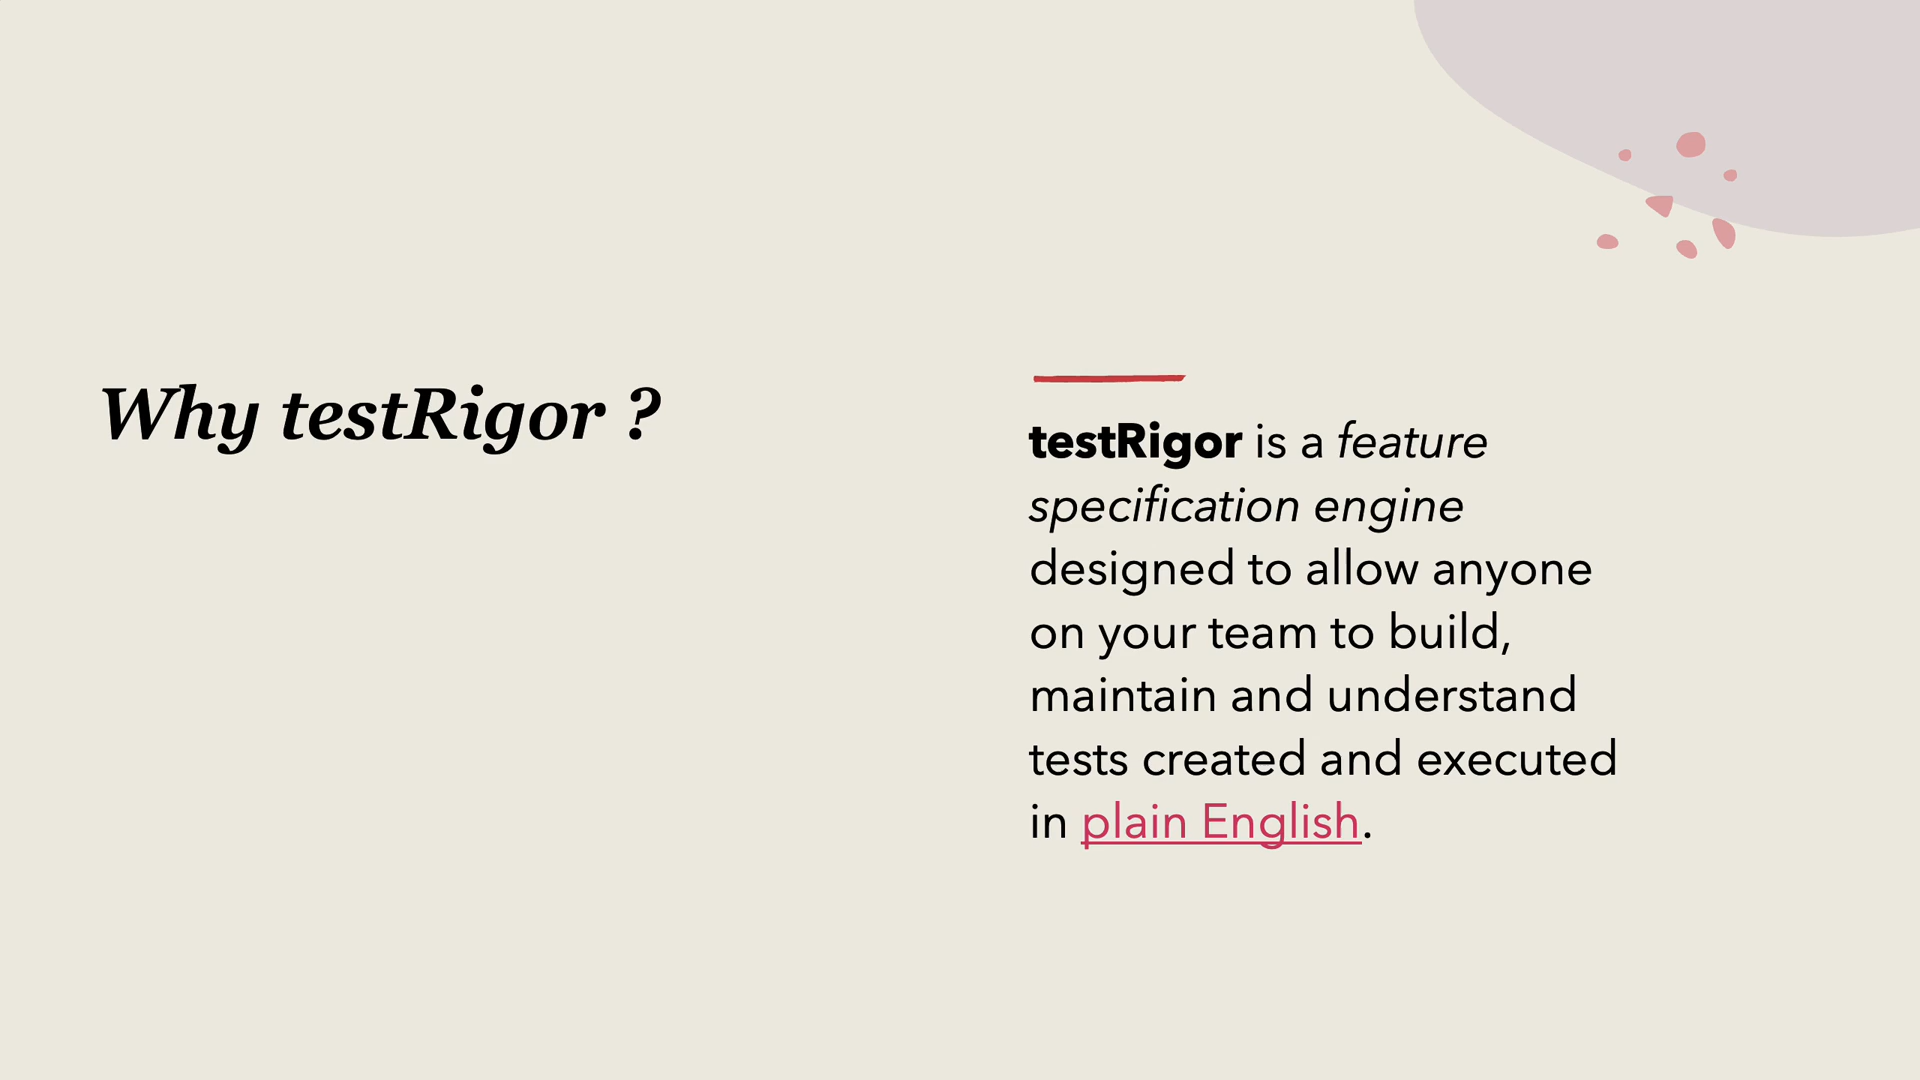 Why testRigor ?
testRigor is a feature
specification engine
designed to allow anyone
on your team to build,
maintain and understand
tests created and executed
in plain English.